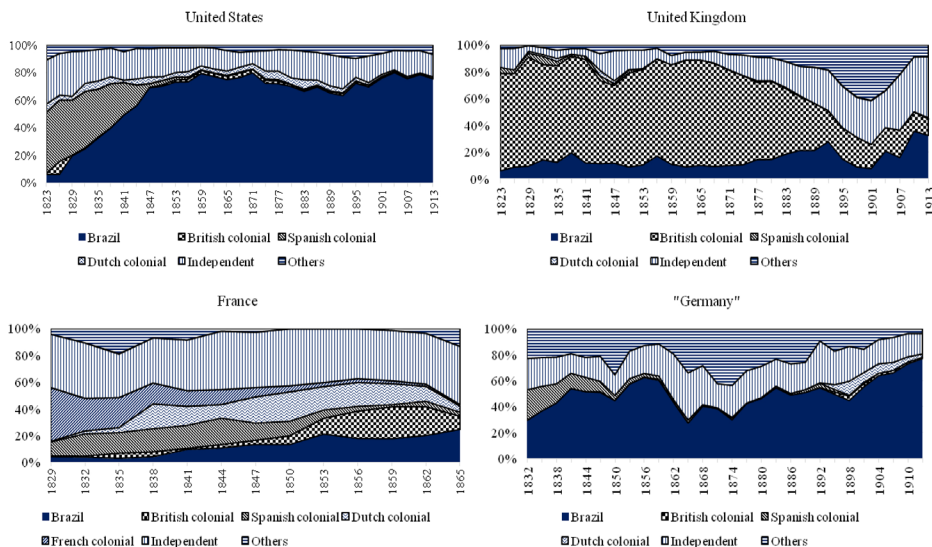 United States
100%
80%
60%
40%
20%
0%
1823 1829 1835 1841 1847 1853 1859 1865 1871 1877 1883 1889 1895 1901 1907 1913
Brazil British colonial Spanish colonial
Dutch colonial Independent Others
United Kingdom
100%
80%
60%
40%
20%
0%
1823 1829 1835 1841 1847 1853 1859 1865 1871 1877 1883 1889 1895 1901 1907 1913
Brazil British colonial Spanish colonial
Dutch colonial Independent Others
France
100%
80%
60%
40%
20%
0%
1829 1832 1835 1838 1841 1844 1847 1850 1853 1856 1859 1862 1865
Brazil British colonial Spanish colonial Dutch colonial
French colonial Independent Others
"Germany"
100%
80%
60%
40%
20%
0%
1832 1838 1844 1850 1856 1862 1868 1874 1880 1886 1892 1898 1904 1910
Brazil British colonial Spanish colonial
Dutch colonial Independent Others